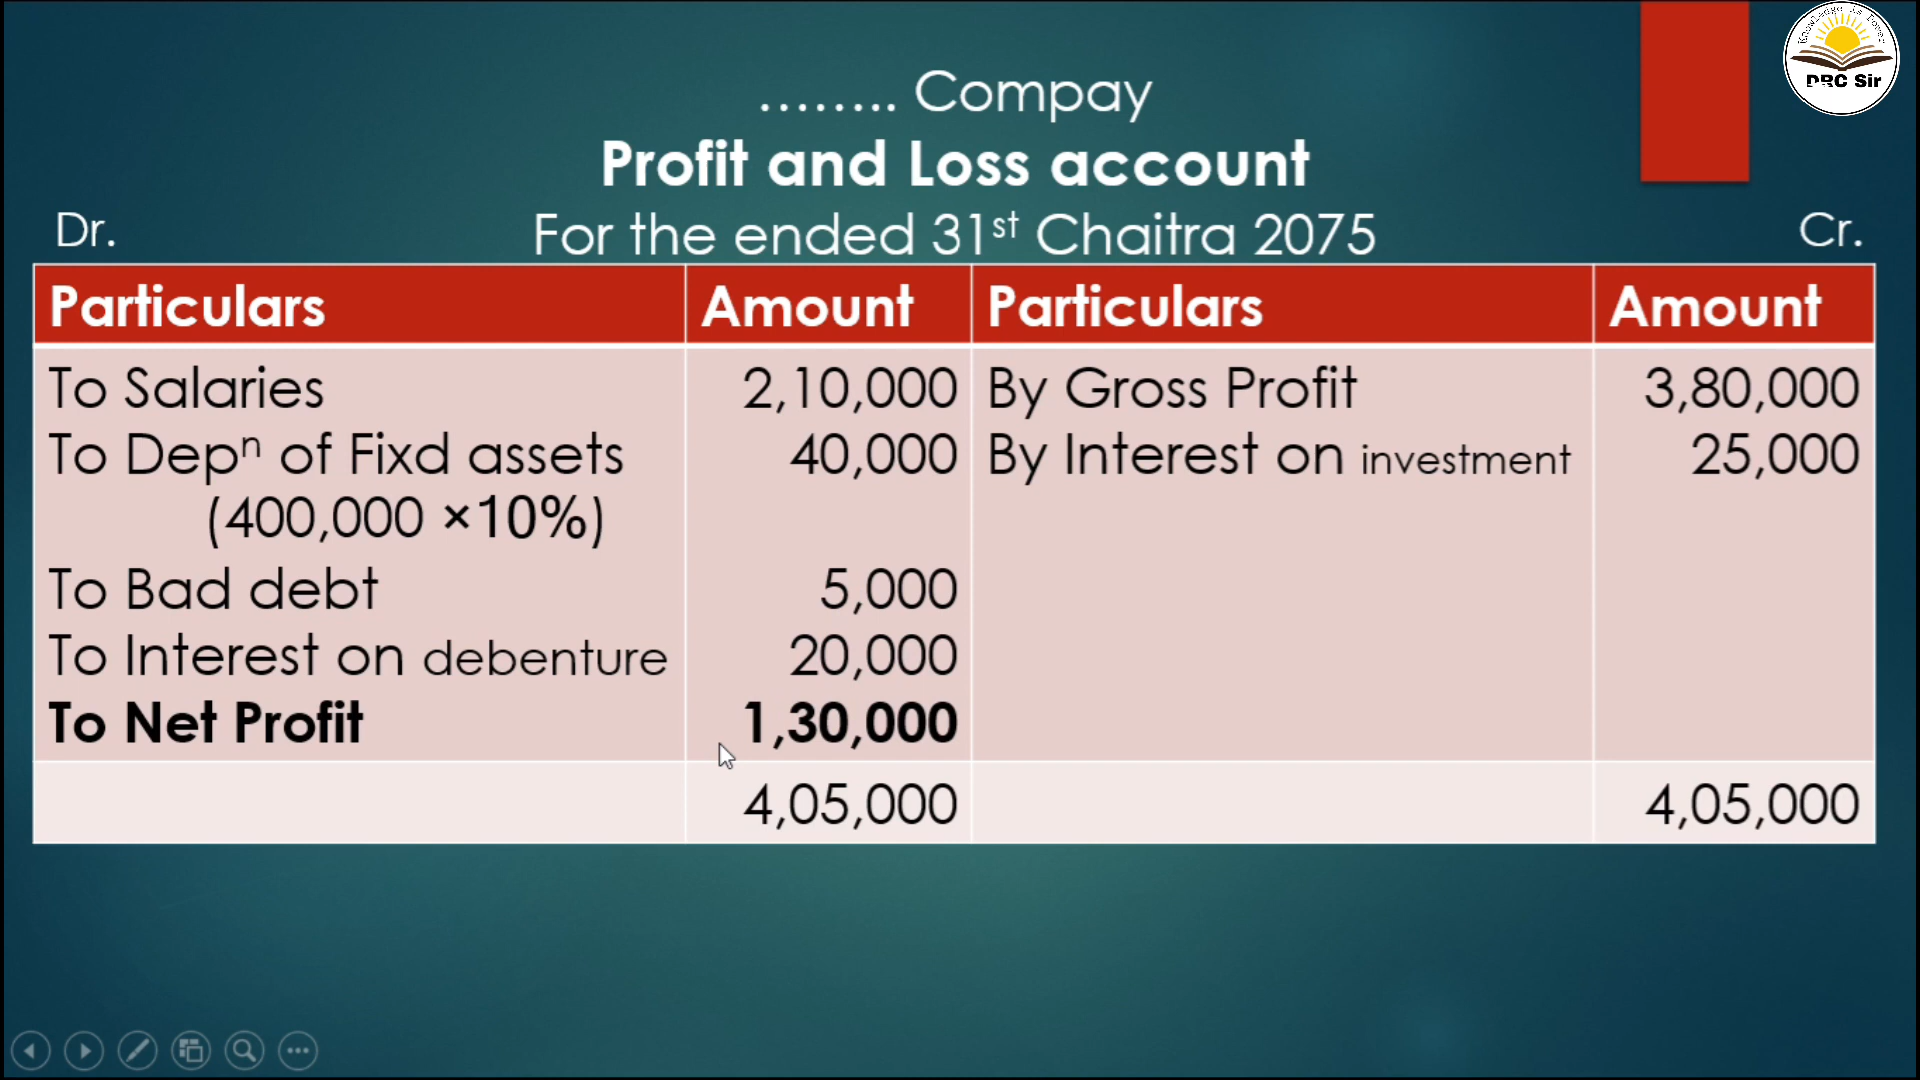 Knowledge is Power
DRC Sir
........ Compay
Profit and Loss account
Dr. For the ended 31st Chaitra 2075 Cr.
Particulars Amount Particulars Amount
To Salaries 2,10,000 By Gross Profit 3,80,000
To Depⁿ of Fixd assets 40,000 By Interest on investment 25,000
(400,000 ×10%)
To Bad debt 5,000
To Interest on debenture 20,000
To Net Profit 1,30,000
4,05,000 4,05,000